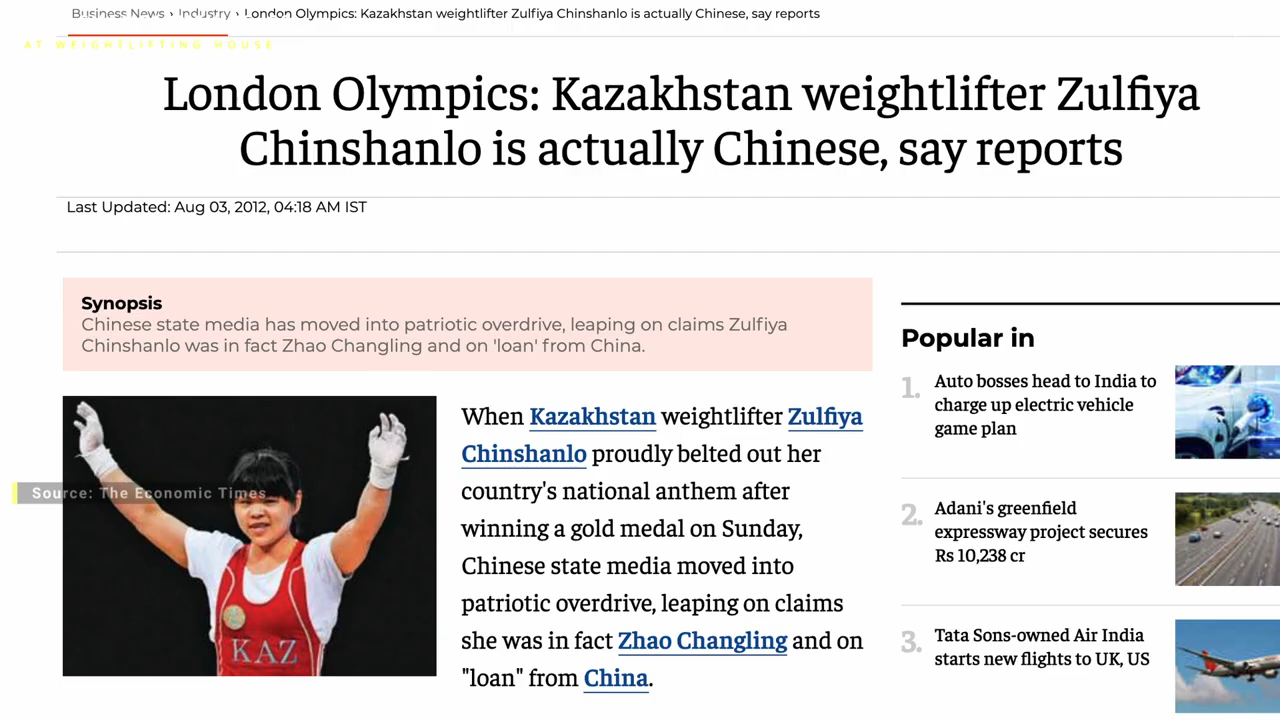 Business News › Industry › London Olympics: Kazakhstan weightlifter Zulfiya Chinshanlo is actually Chinese, say reports
AT WEIGHTLIFTING HOUSE
London Olympics: Kazakhstan weightlifter Zulfiya
Chinshanlo is actually Chinese, say reports
Last Updated: Aug 03, 2012, 04:18 AM IST
Synopsis
Chinese state media has moved into patriotic overdrive, leaping on claims Zulfiya
Chinshanlo was in fact Zhao Changling and on 'loan' from China.
When Kazakhstan weightlifter Zulfiya
Chinshanlo proudly belted out her
country's national anthem after
winning a gold medal on Sunday,
Chinese state media moved into
patriotic overdrive, leaping on claims
she was in fact Zhao Changling and on
"loan" from China.
Source: The Economic Times
KAZ
Popular in
1. Auto bosses head to India to
charge up electric vehicle
game plan
2. Adani's greenfield
expressway project secures
Rs 10,238 cr
3. Tata Sons-owned Air India
starts new flights to UK, US